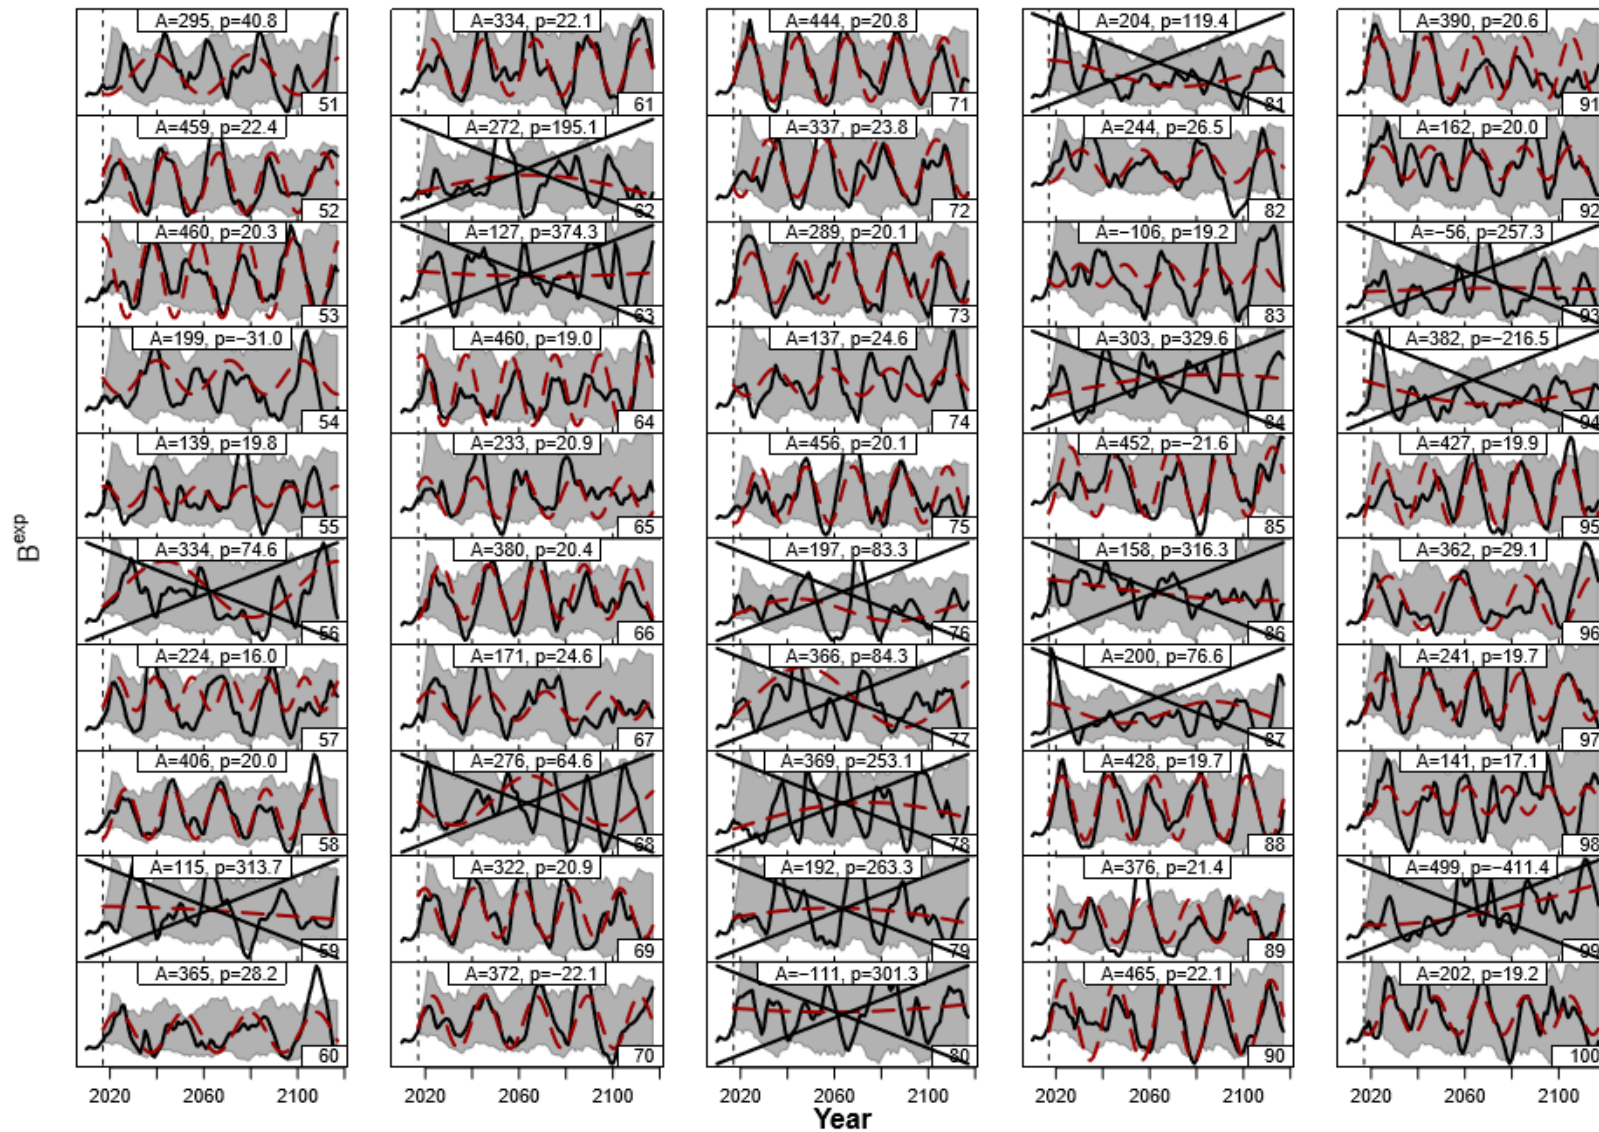 A=295, p=40.8
51
A=459, p=22.4
52
A=460, p=20.3
53
A=199, p=−31.0
54
A=139, p=19.8
55
A=334, p=74.6
56
A=224, p=16.0
57
A=406, p=20.0
58
A=115, p=313.7
59
A=365, p=28.2
60
2020 2060 2100
A=334, p=22.1
61
A=272, p=195.1
62
A=127, p=374.3
63
A=460, p=19.0
64
A=233, p=20.9
65
A=380, p=20.4
66
A=171, p=24.6
67
A=276, p=64.6
68
A=322, p=20.9
69
A=372, p=−22.1
70
2020 2060 2100
A=444, p=20.8
71
A=337, p=23.8
72
A=289, p=20.1
73
A=137, p=24.6
74
A=456, p=20.1
75
A=197, p=83.3
76
A=366, p=84.3
77
A=369, p=253.1
78
A=192, p=263.3
79
A=−111, p=301.3
80
2020 2060 2100
A=204, p=119.4
81
A=244, p=26.5
82
A=−106, p=19.2
83
A=303, p=329.6
84
A=452, p=−21.6
85
A=158, p=316.3
86
A=200, p=76.6
87
A=428, p=19.7
88
A=376, p=21.4
89
A=465, p=22.1
90
2020 2060 2100
A=390, p=20.6
91
A=162, p=20.0
92
A=−56, p=257.3
93
A=382, p=−216.5
94
A=427, p=19.9
95
A=362, p=29.1
96
A=241, p=19.7
97
A=141, p=17.1
98
A=499, p=−411.4
99
A=202, p=19.2
100
2020 2060 2100
B^exp
Year